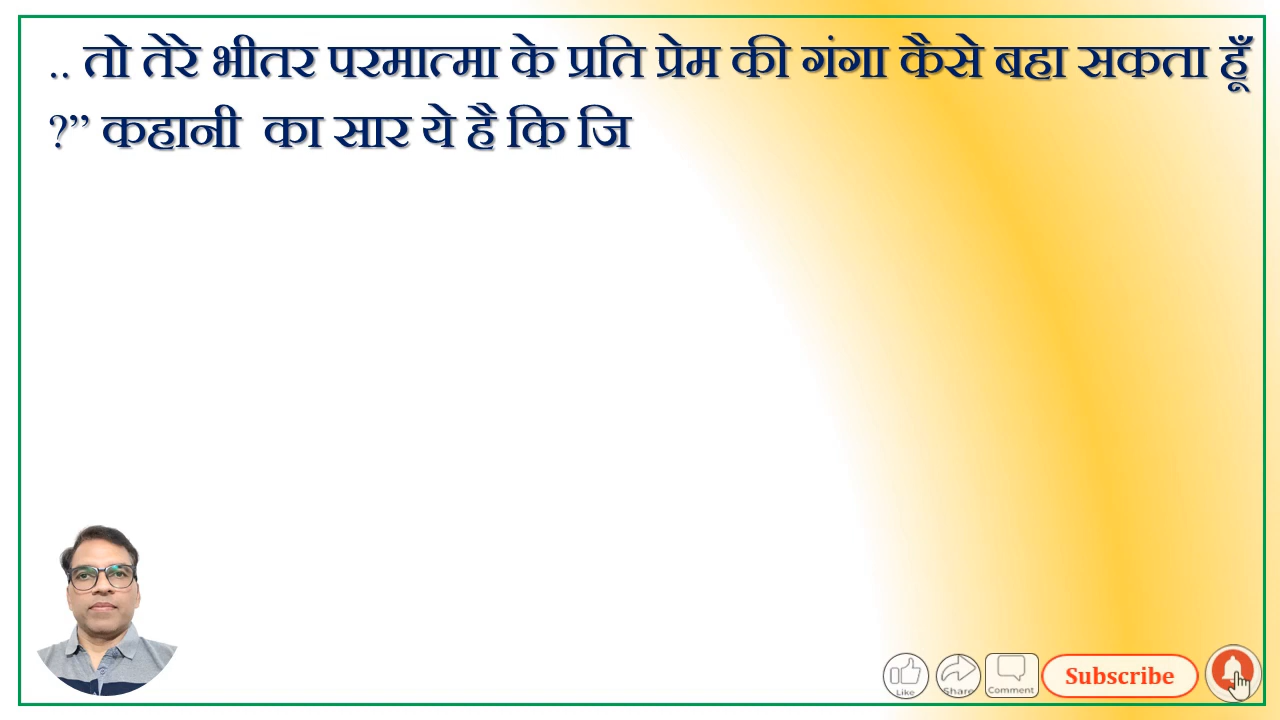 .. तो तेरे भीतर परमात्मा के प्रति प्रेम की गंगा कैसे बहा सकता हूँ
?” कहानी का सार ये है कि जि
Like
Share
Comment
Subscribe